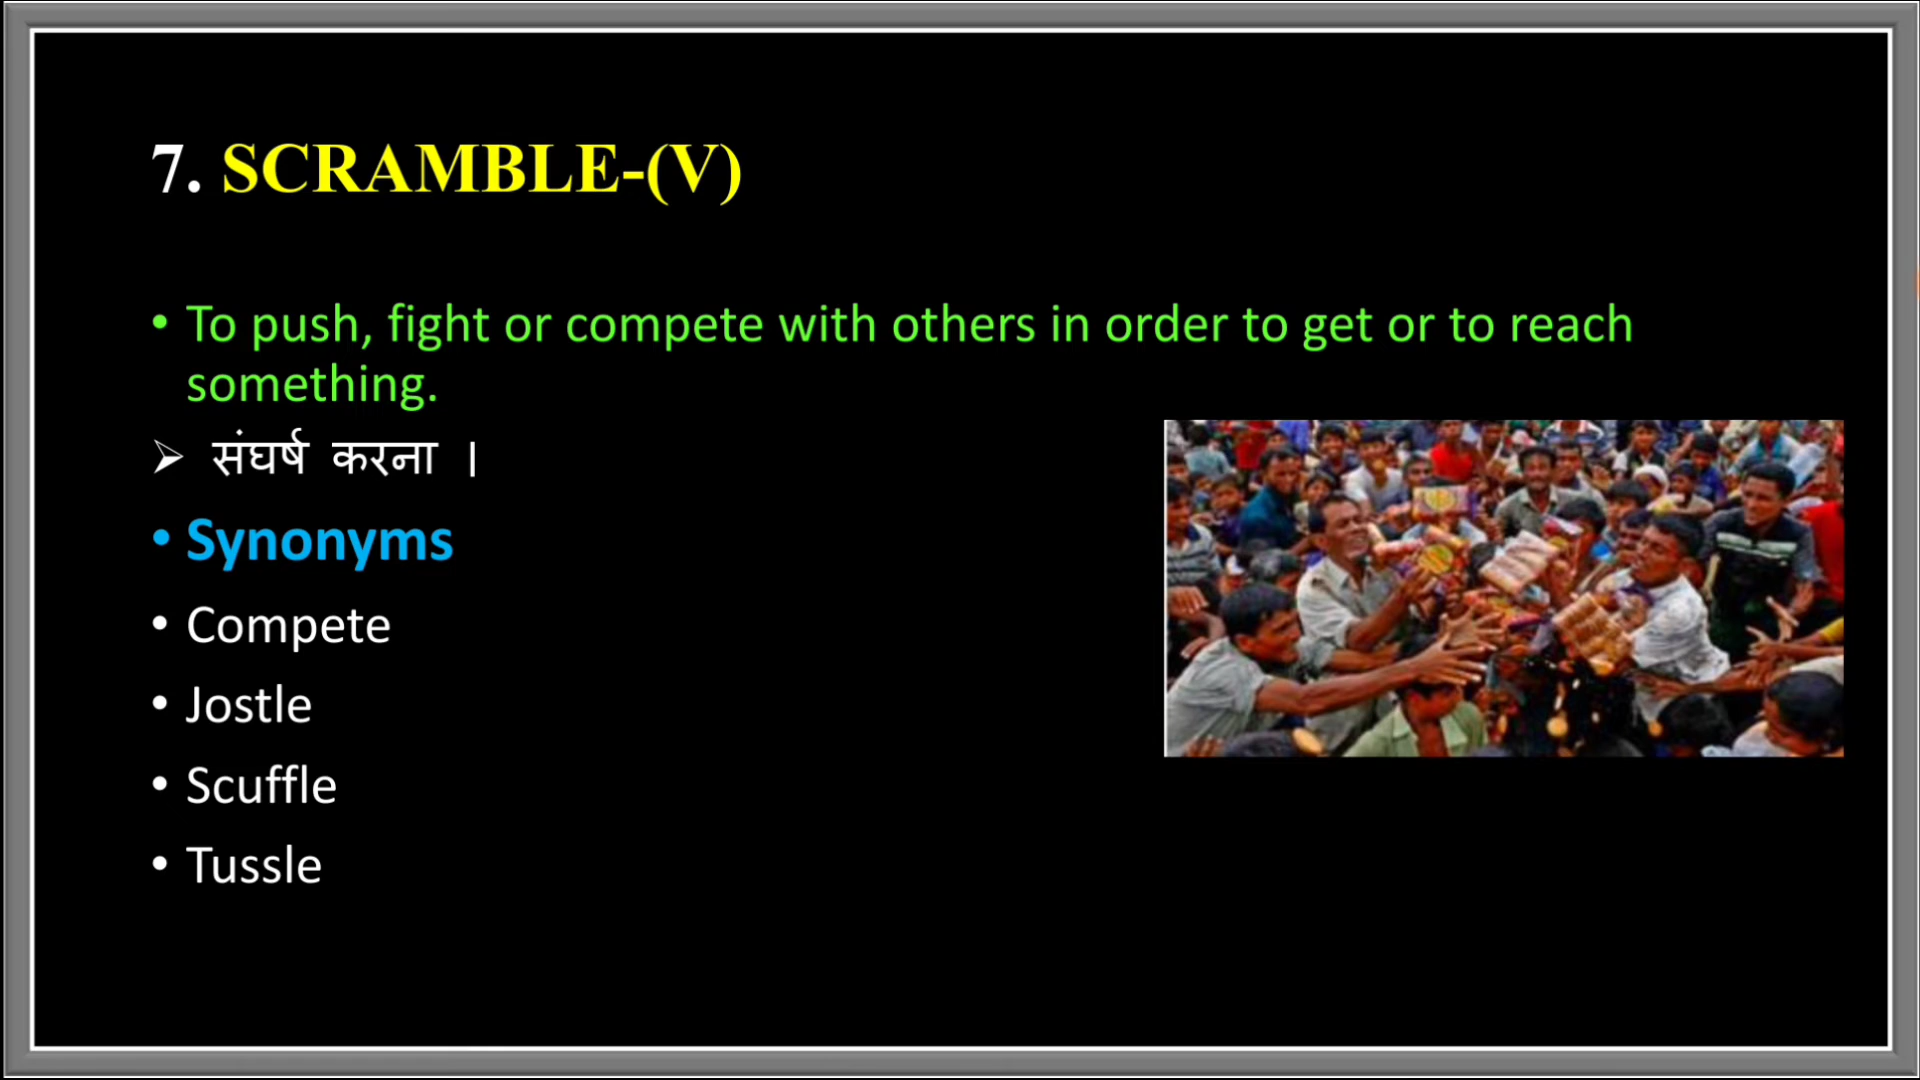 7. SCRAMBLE-(V)
• To push, fight or compete with others in order to get or to reach
something.
➢ संघर्ष करना ।
• Synonyms
• Compete
• Jostle
• Scuffle
• Tussle